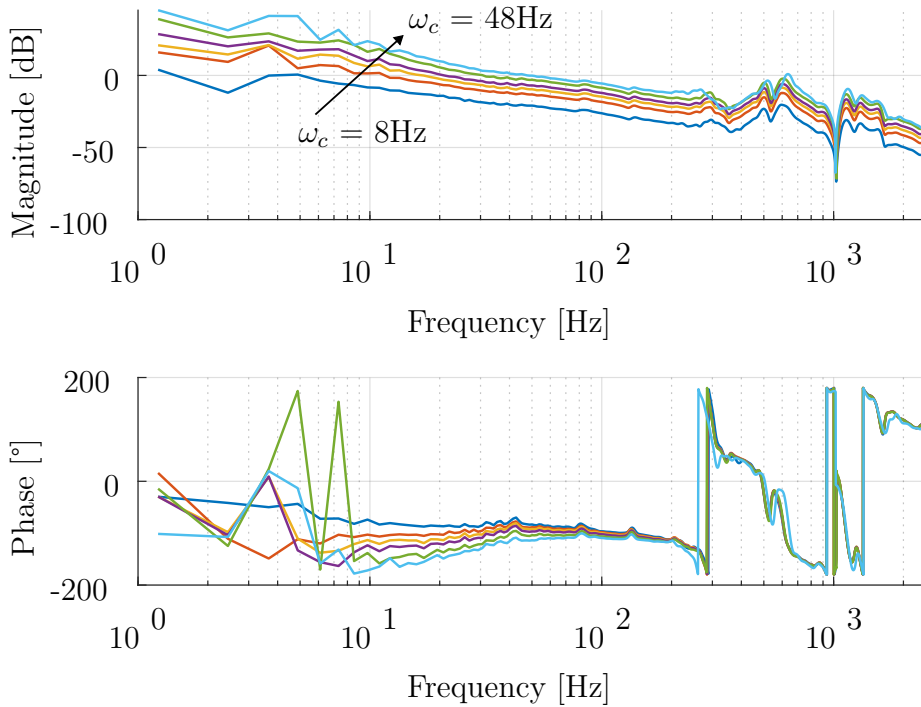 ω_c = 48Hz
0
ω_c = 8Hz
-50
-100
Magnitude [dB]
10^0 10^1 10^2 10^3
Frequency [Hz]
200
0
-200
Phase [°]
10^0 10^1 10^2 10^3
Frequency [Hz]